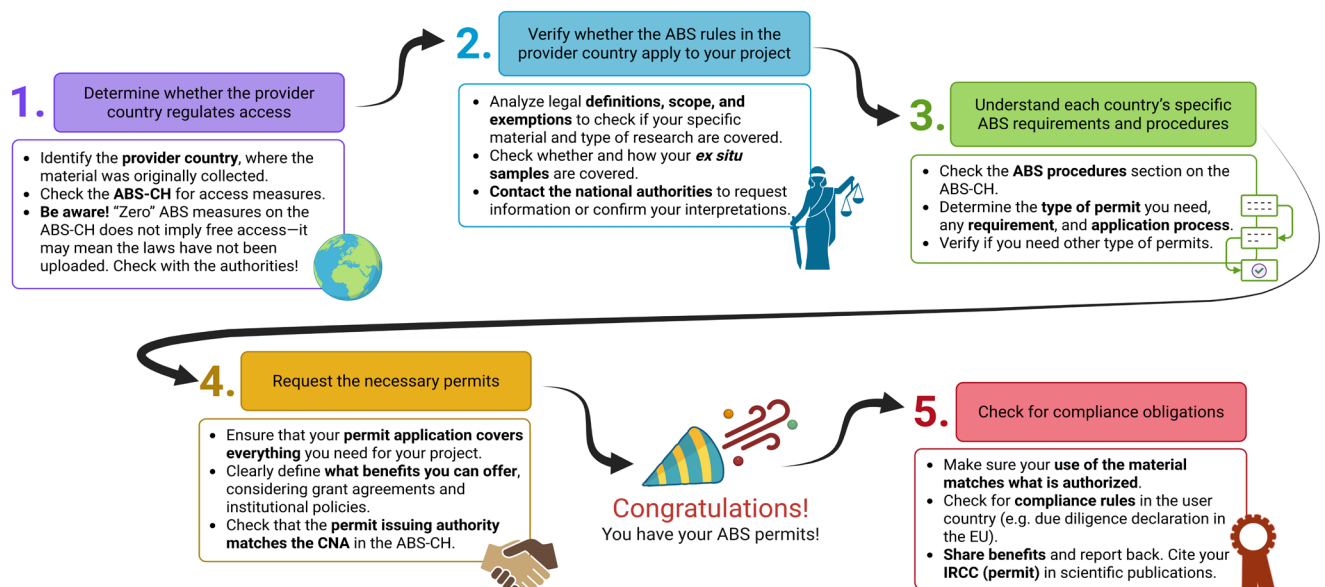 1.
Determine whether the provider
country regulates access
• Identify the provider country, where the
material was originally collected.
• Check the ABS-CH for access measures.
• Be aware! “Zero” ABS measures on the
ABS-CH does not imply free access—it
may mean the laws have not been
uploaded. Check with the authorities!
2.
Verify whether the ABS rules in the
provider country apply to your project
• Analyze legal definitions, scope, and
exemptions to check if your specific
material and type of research are covered.
• Check whether and how your ex situ
samples are covered.
• Contact the national authorities to request
information or confirm your interpretations.
3.
Understand each country’s specific
ABS requirements and procedures
• Check the ABS procedures section on the
ABS-CH.
• Determine the type of permit you need,
any requirement, and application process.
• Verify if you need other type of permits.
4.
Request the necessary permits
• Ensure that your permit application covers
everything you need for your project.
• Clearly define what benefits you can offer,
considering grant agreements and
institutional policies.
• Check that the permit issuing authority
matches the CNA in the ABS-CH.
Congratulations!
You have your ABS permits!
5.
Check for compliance obligations
• Make sure your use of the material
matches what is authorized.
• Check for compliance rules in the user
country (e.g. due diligence declaration in
the EU).
• Share benefits and report back. Cite your
IRCC (permit) in scientific publications.